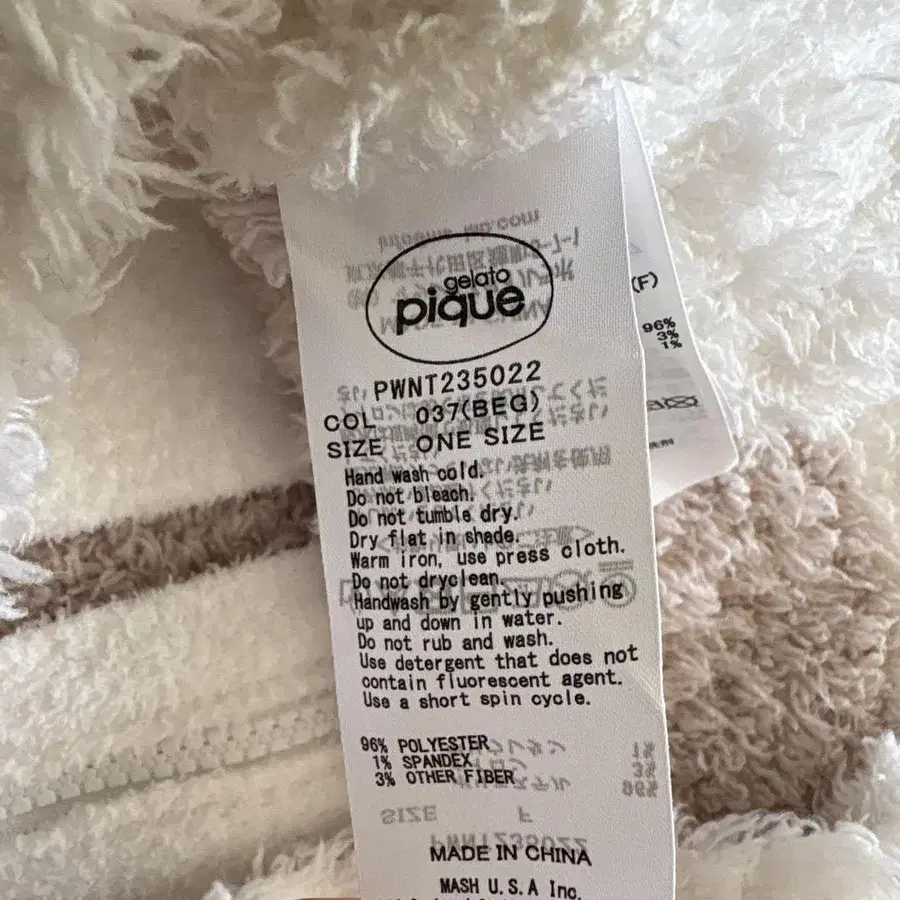 gelato
pique
PWNT235022
COL 037(BEG)
SIZE ONE SIZE
Hand wash cold.
Do not bleach.
Do not tumble dry.
Dry flat in shade.
Warm iron, use press cloth.
Do not dryclean.
Handwash by gently pushing
up and down in water.
Do not rub and wash.
Use detergent that does not
contain fluorescent agent.
Use a short spin cycle.
96% POLYESTER
1% SPANDEX
3% OTHER FIBER
MADE IN CHINA
MASH U.S.A Inc.
(F)
96%
3%
1%